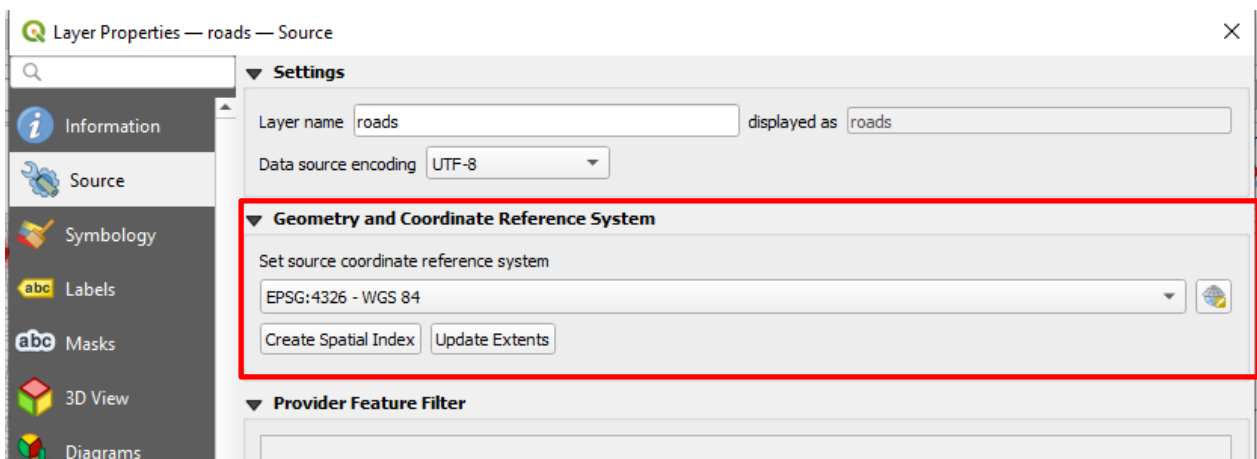 Layer Properties — roads — Source
Settings
Information
Layer name roads displayed as roads
Data source encoding UTF-8
Source
Geometry and Coordinate Reference System
Symbology
Set source coordinate reference system
abc Labels
EPSG:4326 - WGS 84
abc Masks
Create Spatial Index Update Extents
3D View
Provider Feature Filter
Diagrams